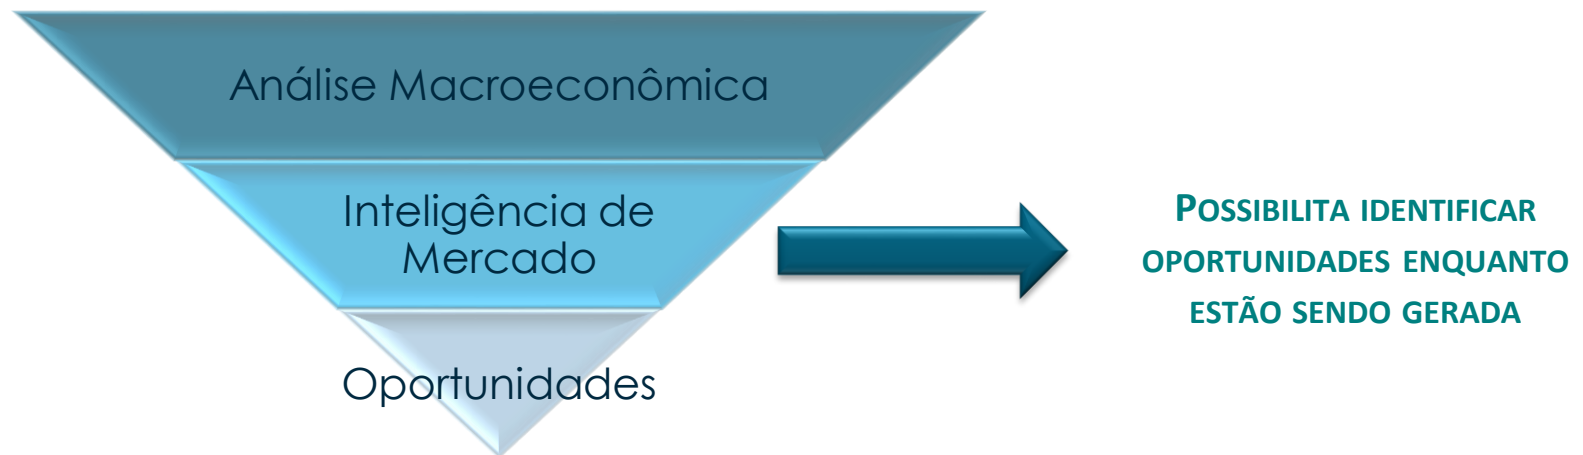 Análise Macroeconômica
Inteligência de
Mercado
Oportunidades
POSSIBILITA IDENTIFICAR
OPORTUNIDADES ENQUANTO
ESTÃO SENDO GERADA